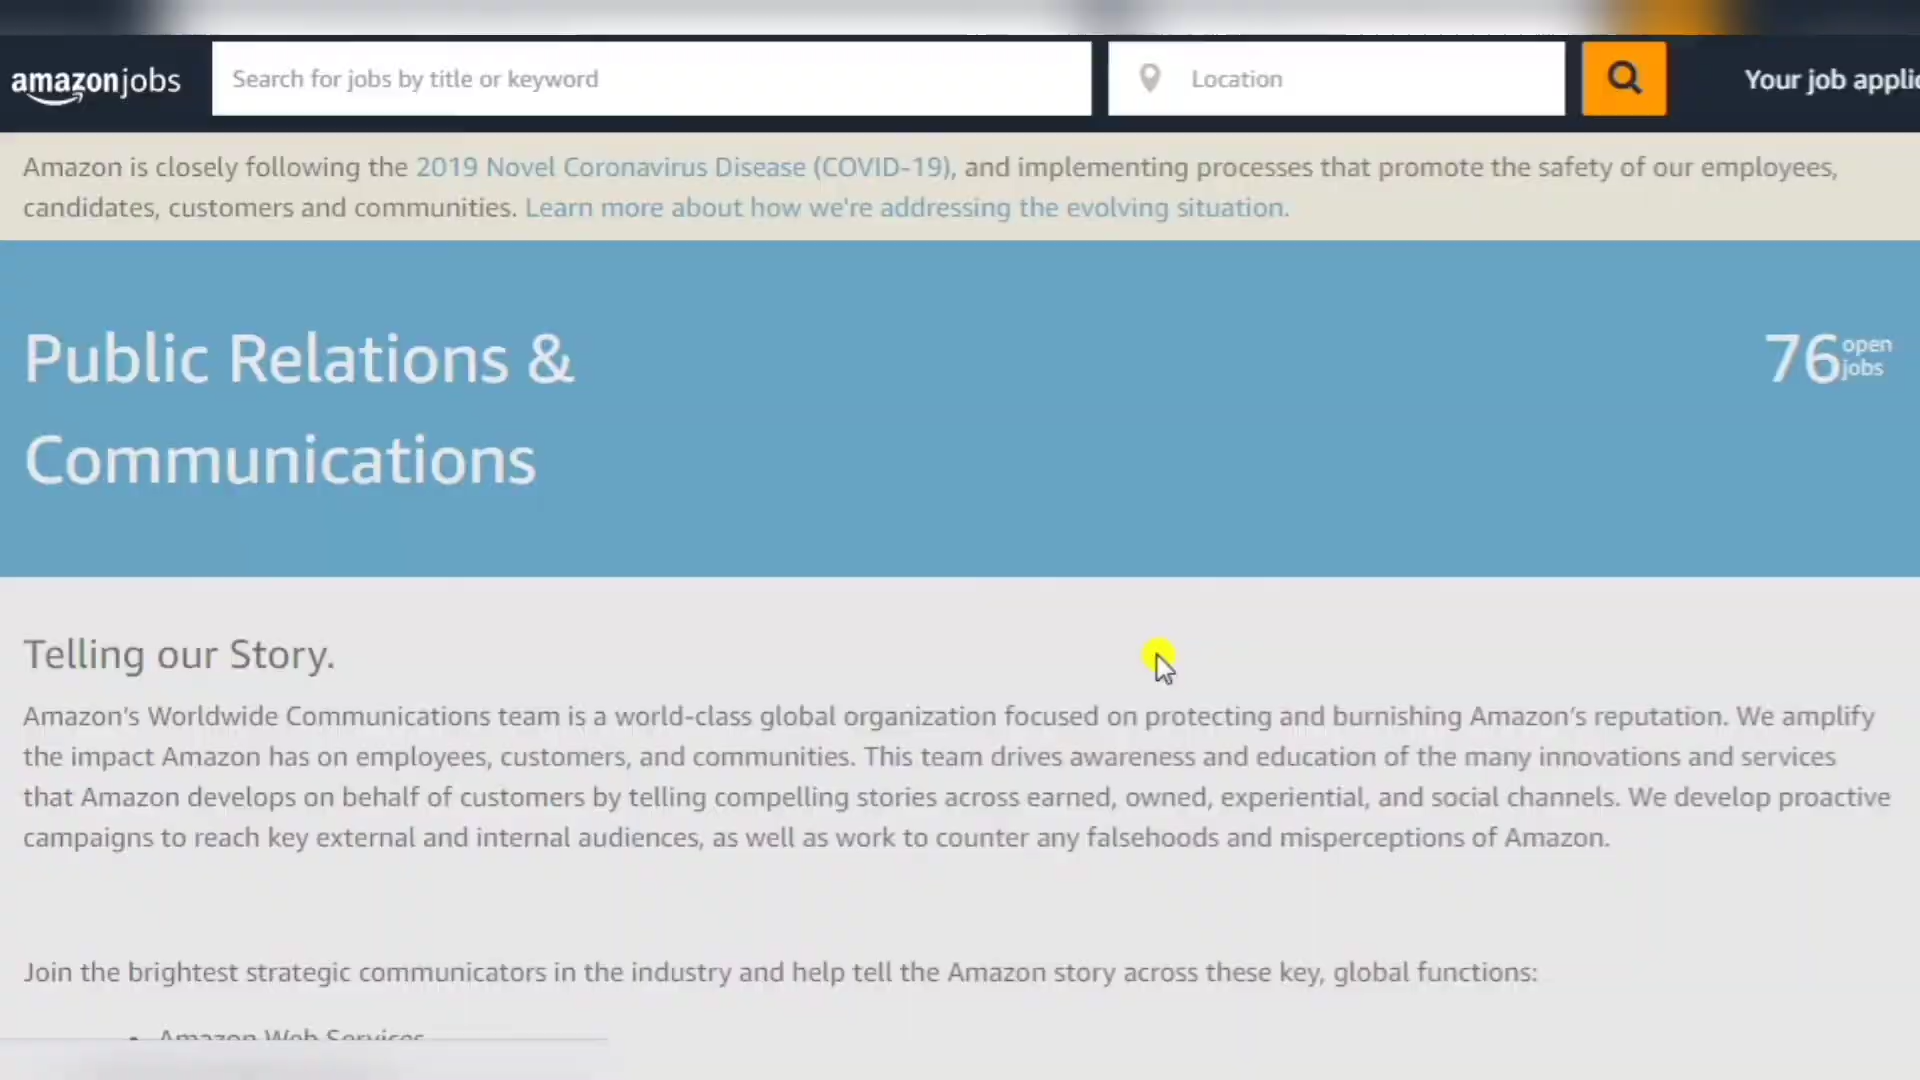 amazonjobs
Search for jobs by title or keyword
Location
Your job applic
Amazon is closely following the 2019 Novel Coronavirus Disease (COVID-19), and implementing processes that promote the safety of our employees,
candidates, customers and communities. Learn more about how we're addressing the evolving situation.
Public Relations &
Communications
76 open jobs
Telling our Story.
Amazon's Worldwide Communications team is a world-class global organization focused on protecting and burnishing Amazon's reputation. We amplify
the impact Amazon has on employees, customers, and communities. This team drives awareness and education of the many innovations and services
that Amazon develops on behalf of customers by telling compelling stories across earned, owned, experiential, and social channels. We develop proactive
campaigns to reach key external and internal audiences, as well as work to counter any falsehoods and misperceptions of Amazon.
Join the brightest strategic communicators in the industry and help tell the Amazon story across these key, global functions:
• Amazon Web Services